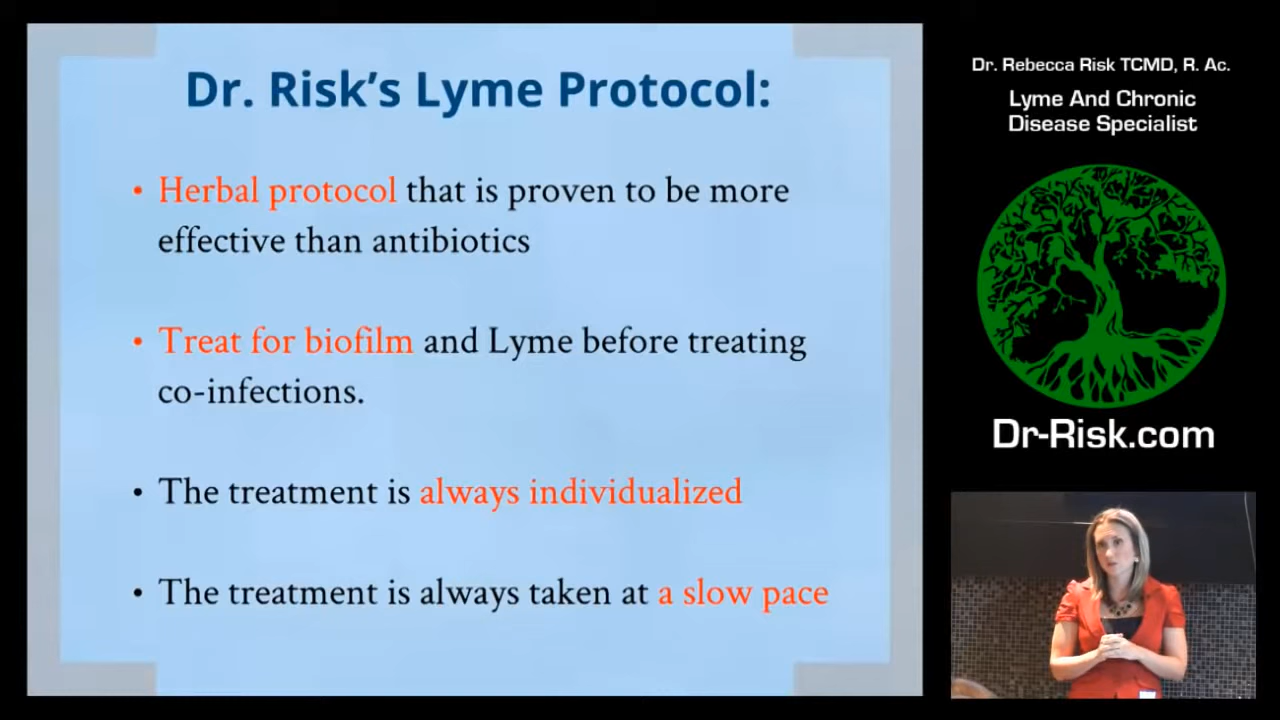 Dr. Risk's Lyme Protocol:
• Herbal protocol that is proven to be more
effective than antibiotics
• Treat for biofilm and Lyme before treating
co-infections.
• The treatment is always individualized
• The treatment is always taken at a slow pace
Dr. Rebecca Risk TCMD, R. Ac.
Lyme And Chronic
Disease Specialist
Dr-Risk.com